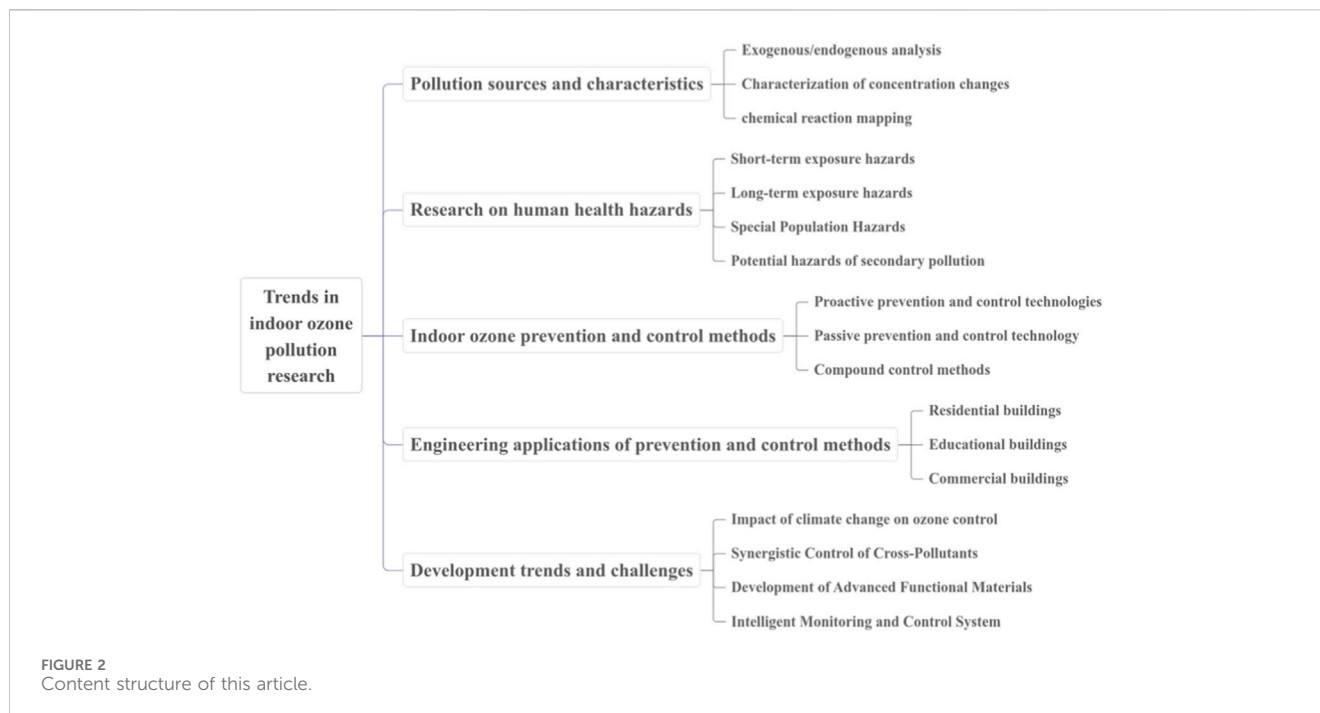 Trends in
indoor ozone
pollution
research
Pollution sources and characteristics
Exogenous/endogenous analysis
Characterization of concentration changes
chemical reaction mapping
Research on human health hazards
Short-term exposure hazards
Long-term exposure hazards
Special Population Hazards
Potential hazards of secondary pollution
Indoor ozone prevention and control methods
Proactive prevention and control technologies
Passive prevention and control technology
Compound control methods
Engineering applications of prevention and control methods
Residential buildings
Educational buildings
Commercial buildings
Development trends and challenges
Impact of climate change on ozone control
Synergistic Control of Cross-Pollutants
Development of Advanced Functional Materials
Intelligent Monitoring and Control System
FIGURE 2
Content structure of this article.